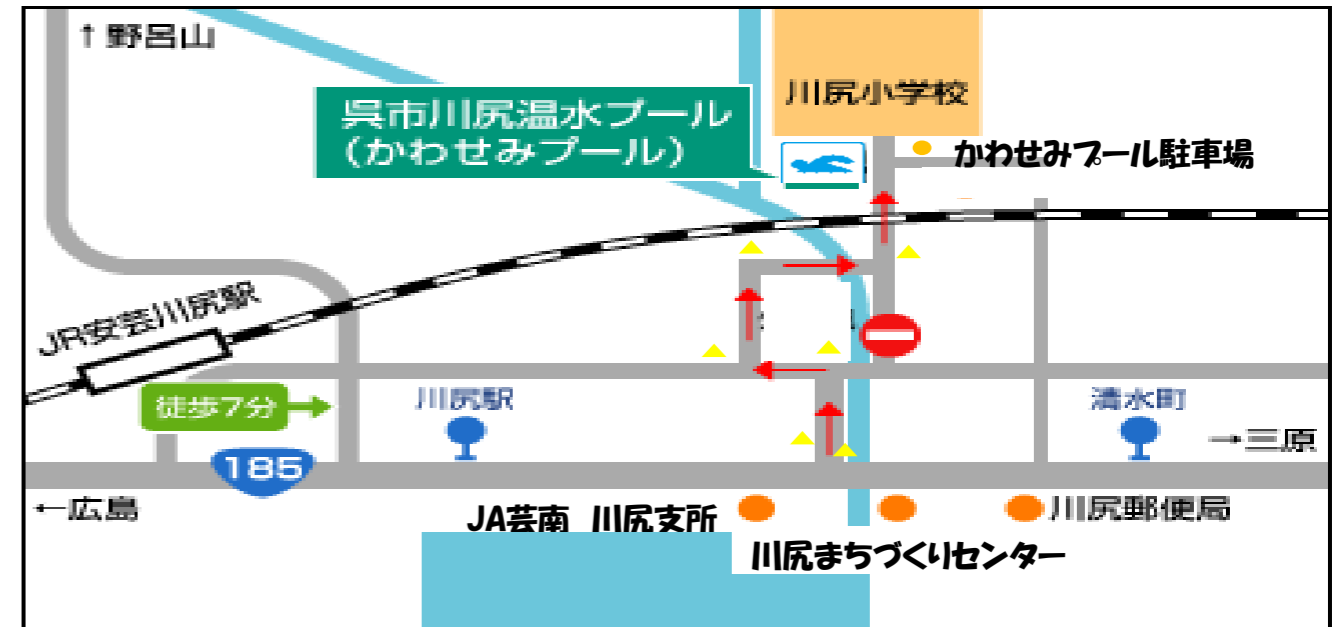 ↑野呂山
川尻小学校
呉市川尻温水プール
(かわせみプール)
かわせみプール駐車場
JR安芸川尻駅
徒歩7分
川尻駅
清水町
185
→三原
←広島
JA芸南 川尻支所
川尻郵便局
川尻まちづくりセンター